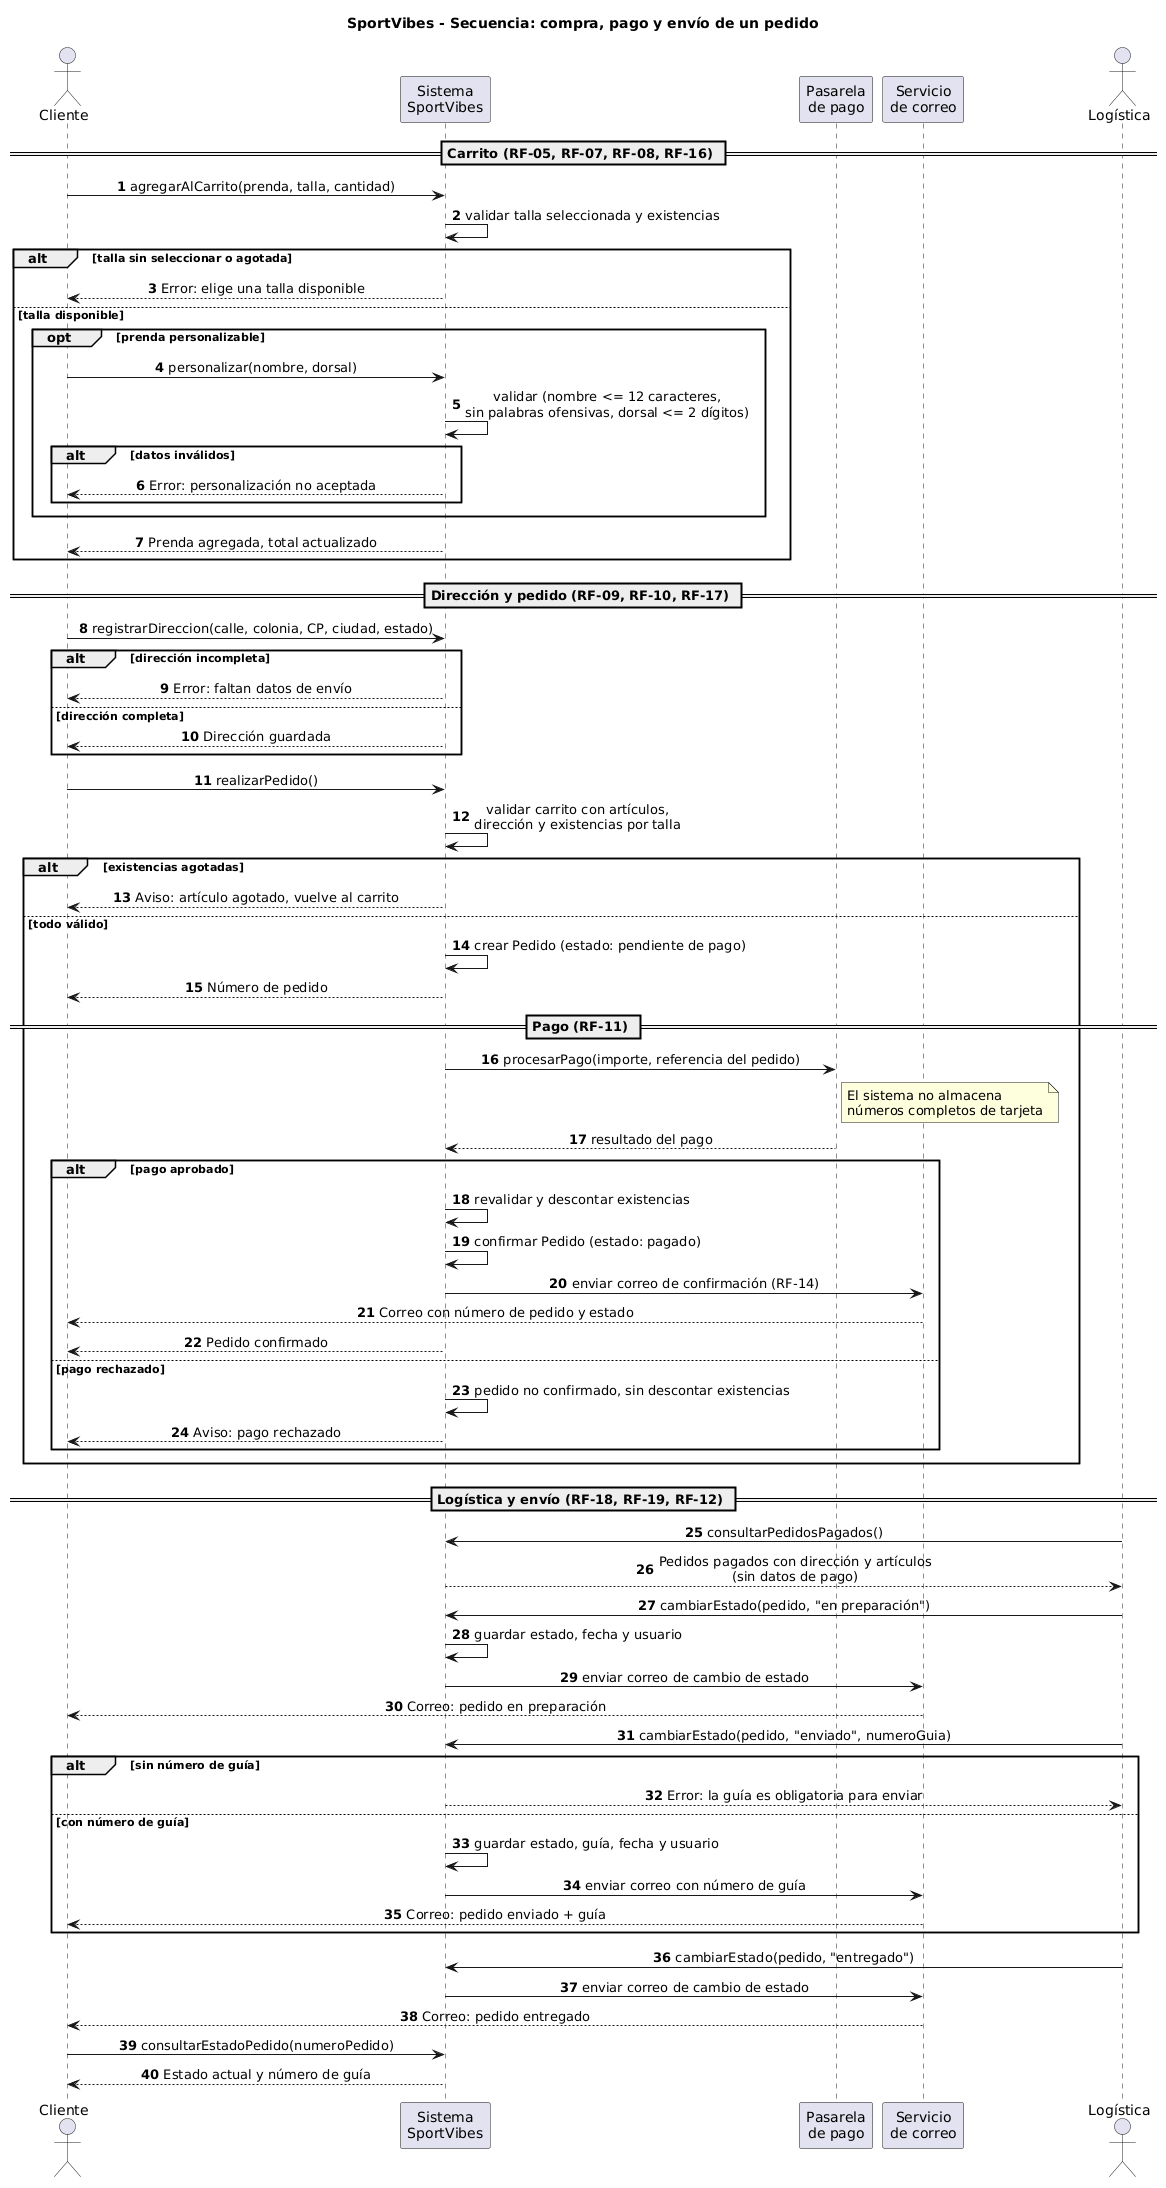 SportVibes - Secuencia: compra, pago y envío de un pedido
Cliente
Sistema
SportVibes
Pasarela
de pago
Servicio
de correo
Logística
Carrito (RF-05, RF-07, RF-08, RF-16)
1 agregarAlCarrito(prenda, talla, cantidad)
2 validar talla seleccionada y existencias
alt [talla sin seleccionar o agotada]
3 Error: elige una talla disponible
[talla disponible]
opt [prenda personalizable]
4 personalizar(nombre, dorsal)
5 validar (nombre <= 12 caracteres,
sin palabras ofensivas, dorsal <= 2 dígitos)
alt [datos inválidos]
6 Error: personalización no aceptada
7 Prenda agregada, total actualizado
Dirección y pedido (RF-09, RF-10, RF-17)
8 registrarDireccion(calle, colonia, CP, ciudad, estado)
alt [dirección incompleta]
9 Error: faltan datos de envío
[dirección completa]
10 Dirección guardada
11 realizarPedido()
12 validar carrito con artículos,
dirección y existencias por talla
alt [existencias agotadas]
13 Aviso: artículo agotado, vuelve al carrito
[todo válido]
14 crear Pedido (estado: pendiente de pago)
15 Número de pedido
Pago (RF-11)
16 procesarPago(importe, referencia del pedido)
El sistema no almacena
números completos de tarjeta
17 resultado del pago
alt [pago aprobado]
18 revalidar y descontar existencias
19 confirmar Pedido (estado: pagado)
20 enviar correo de confirmación (RF-14)
21 Correo con número de pedido y estado
22 Pedido confirmado
[pago rechazado]
23 pedido no confirmado, sin descontar existencias
24 Aviso: pago rechazado
Logística y envío (RF-18, RF-19, RF-12)
25 consultarPedidosPagados()
26 Pedidos pagados con dirección y artículos
(sin datos de pago)
27 cambiarEstado(pedido, "en preparación")
28 guardar estado, fecha y usuario
29 enviar correo de cambio de estado
30 Correo: pedido en preparación
31 cambiarEstado(pedido, "enviado", numeroGuia)
alt [sin número de guía]
32 Error: la guía es obligatoria para enviar
[con número de guía]
33 guardar estado, guía, fecha y usuario
34 enviar correo con número de guía
35 Correo: pedido enviado + guía
36 cambiarEstado(pedido, "entregado")
37 enviar correo de cambio de estado
38 Correo: pedido entregado
39 consultarEstadoPedido(numeroPedido)
40 Estado actual y número de guía
Cliente
Sistema
SportVibes
Pasarela
de pago
Servicio
de correo
Logística